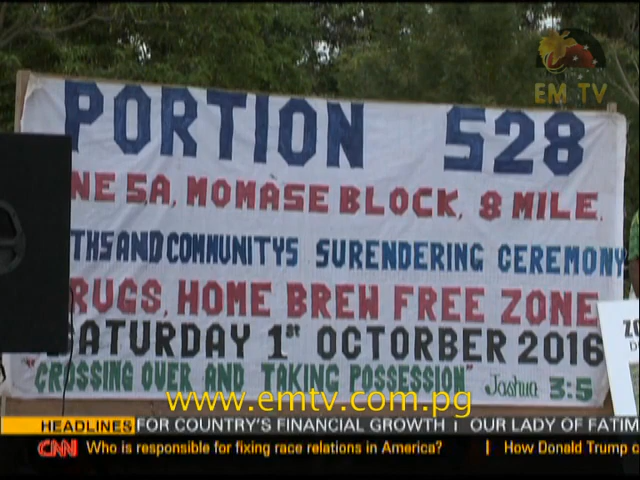 EM TV
PORTION 528
NE 5A, MOMASE BLOCK, 8 MILE.
THS AND COMMUNITYS SURENDERING CEREMONY
RUGS, HOME BREW FREE ZONE
SATURDAY 1st OCTORBER 2016
"CROSSING OVER AND TAKING POSSESSION" Joshua 3:5
www.emtv.com.pg
HEADLINES FOR COUNTRY'S FINANCIAL GROWTH | OUR LADY OF FATIM
CNN Who is responsible for fixing race relations in America? | How Donald Trump c